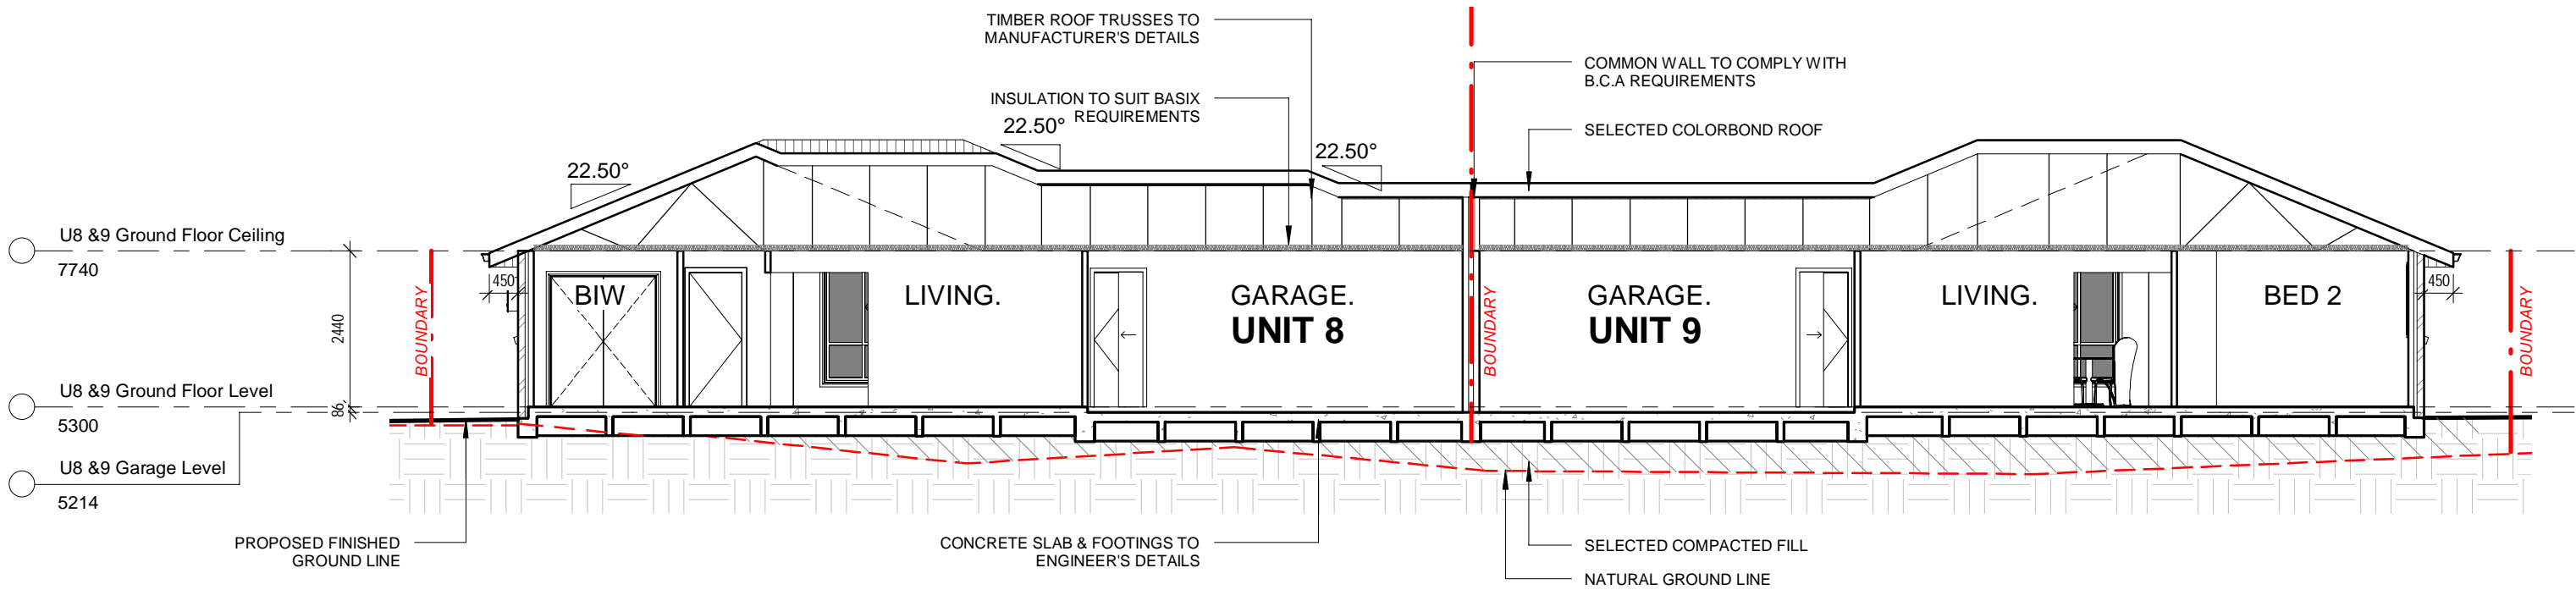 TIMBER ROOF TRUSSES TO
MANUFACTURER'S DETAILS
COMMON WALL TO COMPLY WITH
B.C.A REQUIREMENTS
INSULATION TO SUIT BASIX
REQUIREMENTS
SELECTED COLORBOND ROOF
22.50°
22.50°
22.50°
U8 &9 Ground Floor Ceiling
7740
450
BOUNDARY
2440
BIW
LIVING.
GARAGE.
UNIT 8
BOUNDARY
GARAGE.
UNIT 9
LIVING.
BED 2
450
BOUNDARY
U8 &9 Ground Floor Level
5300
86
U8 &9 Garage Level
5214
PROPOSED FINISHED
GROUND LINE
CONCRETE SLAB & FOOTINGS TO
ENGINEER'S DETAILS
SELECTED COMPACTED FILL
NATURAL GROUND LINE